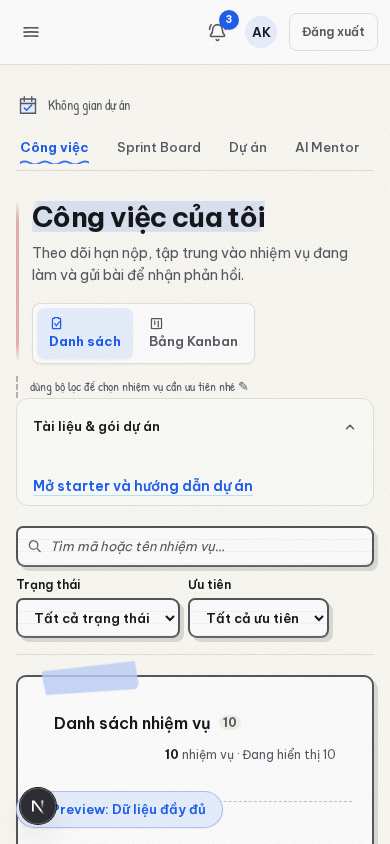 3
AK
Đăng xuất
Không gian dự án
Công việc
Sprint Board
Dự án
AI Mentor
Công việc của tôi
Theo dõi hạn nộp, tập trung vào nhiệm vụ đang
làm và gửi bài để nhận phản hồi.
Danh sách
Bảng Kanban
dùng bộ lọc để chọn nhiệm vụ cần ưu tiên nhé ✎
Tài liệu & gói dự án
Mở starter và hướng dẫn dự án
Tìm mã hoặc tên nhiệm vụ...
Trạng thái
Ưu tiên
Tất cả trạng thái
Tất cả ưu tiên
Danh sách nhiệm vụ 10
10 nhiệm vụ · Đang hiển thị 10
N
Preview: Dữ liệu đầy đủ